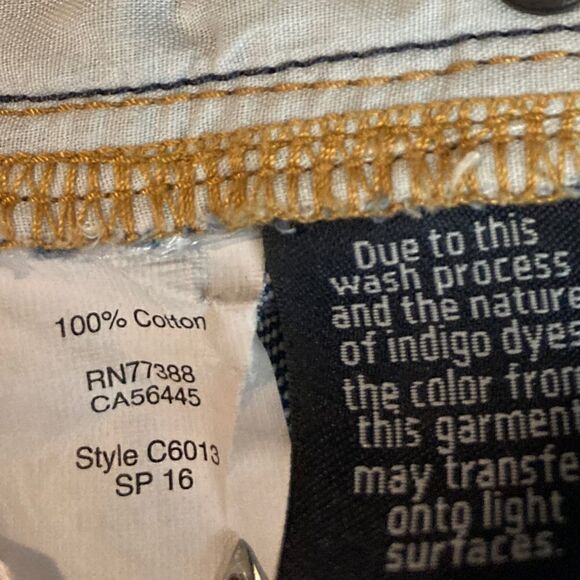 100% Cotton
RN77388
CA56445
Style C6013
SP 16
Due to this
wash process
and the nature
of indigo dyes
the color from
this garment
may transfe
onto light
surfaces.